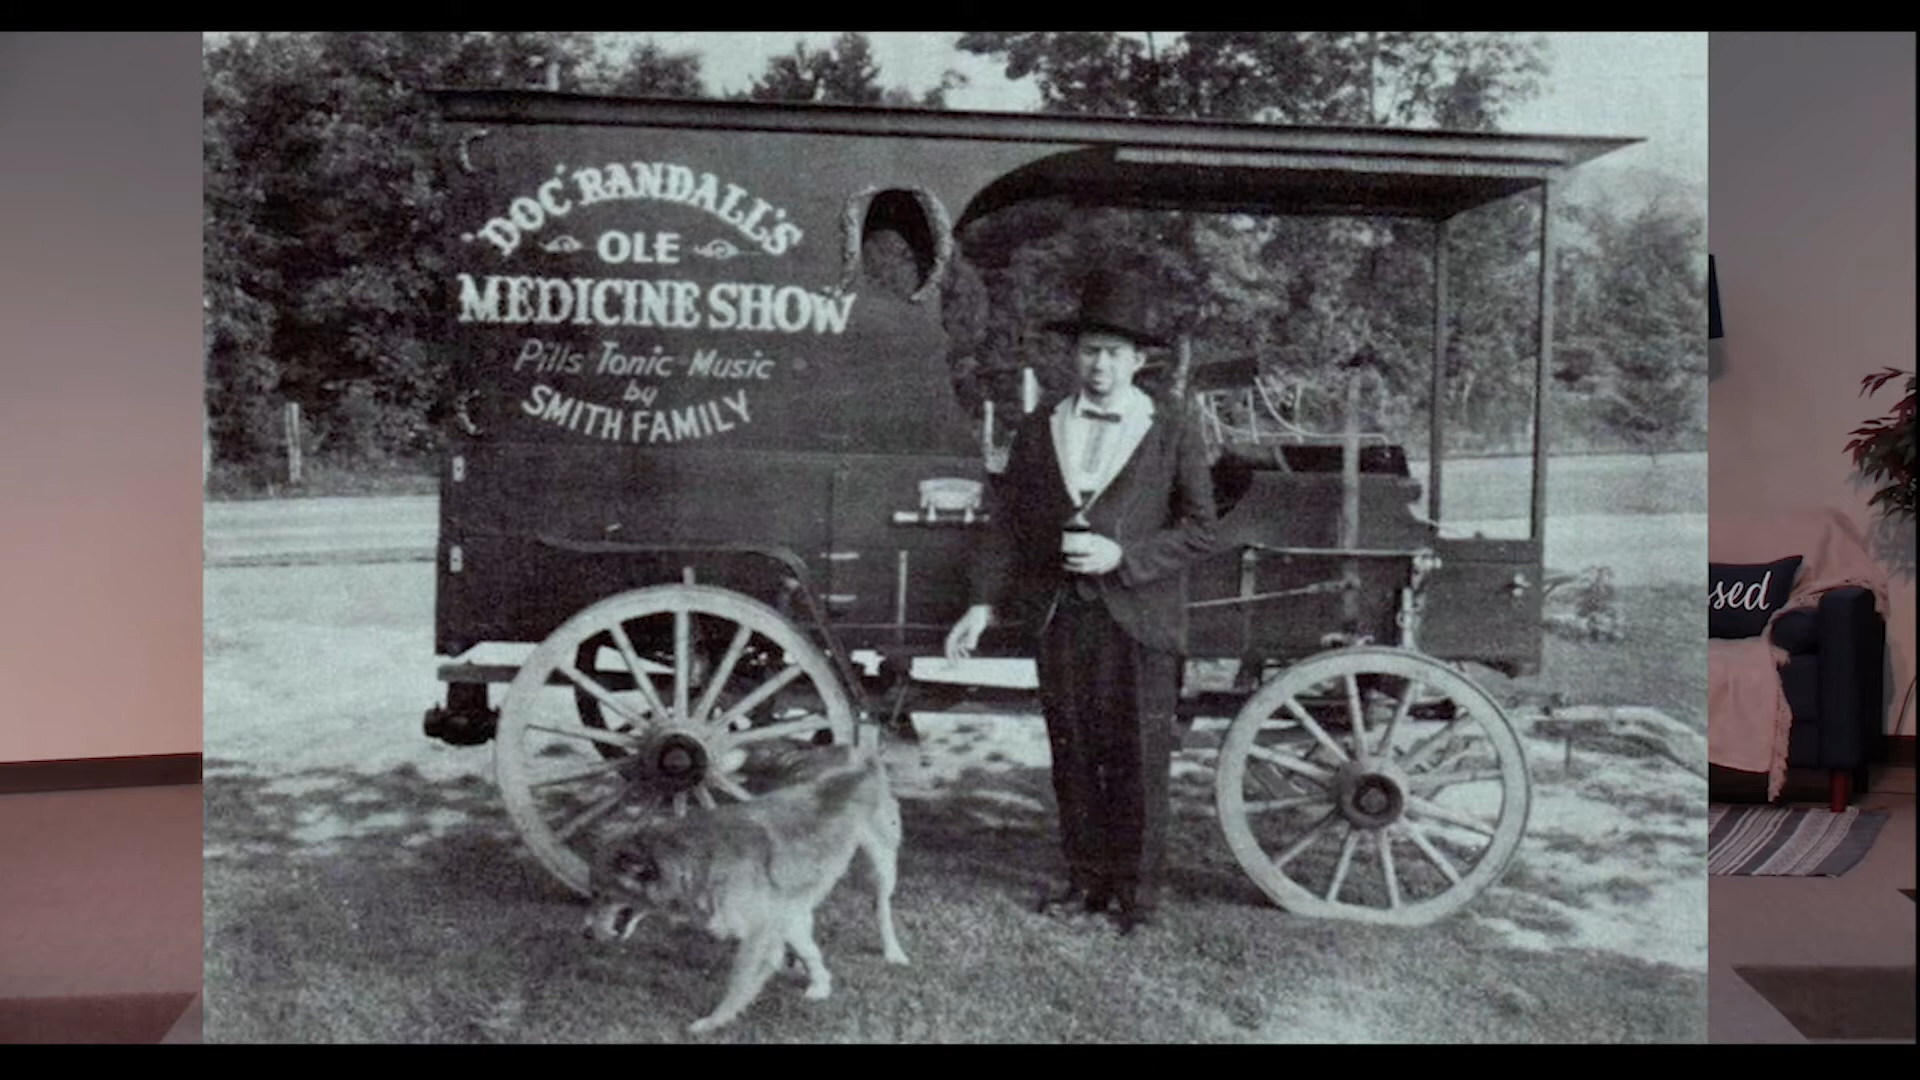 "DOC" RANDALL'S
OLE
MEDICINE SHOW
Pills Tonic Music
by
SMITH FAMILY
sed